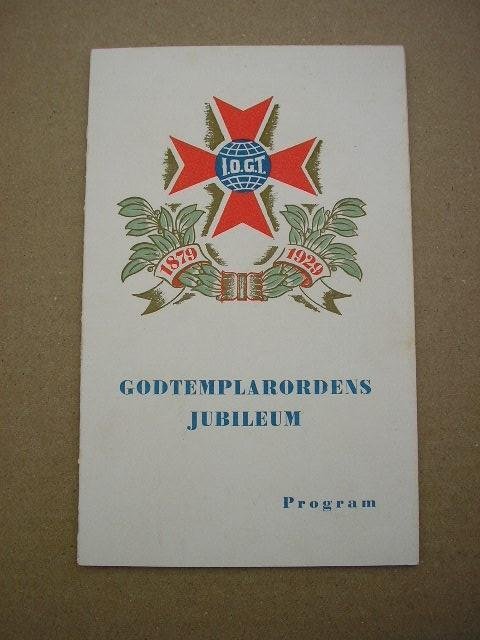 I.O.G.T.
1879 1929
GODTEMPLARORDENS
JUBILEUM
Program